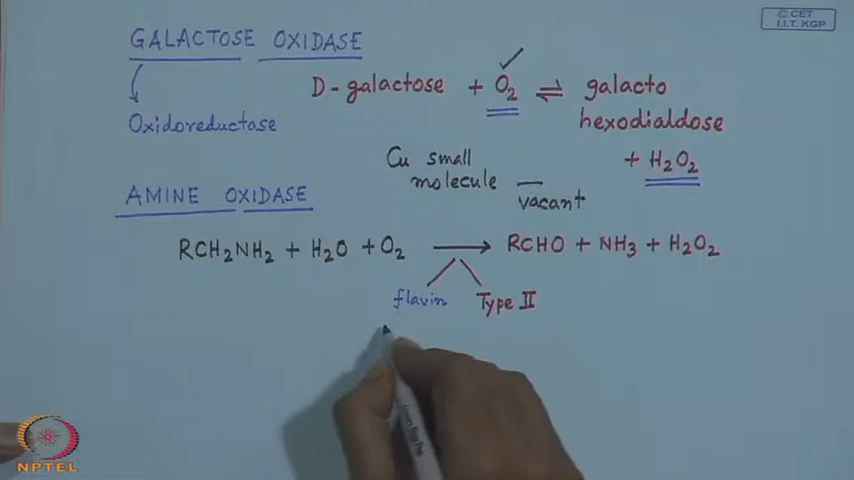 © CET
I.I.T. KGP
GALACTOSE OXIDASE
D-galactose + O₂ ⇌ galacto
hexodialdose
+ H₂O₂
Oxidoreductase
Cu small
molecule — vacant
AMINE OXIDASE
RCH₂NH₂ + H₂O + O₂ ⟶ RCHO + NH₃ + H₂O₂
flavin Type II
NPTEL